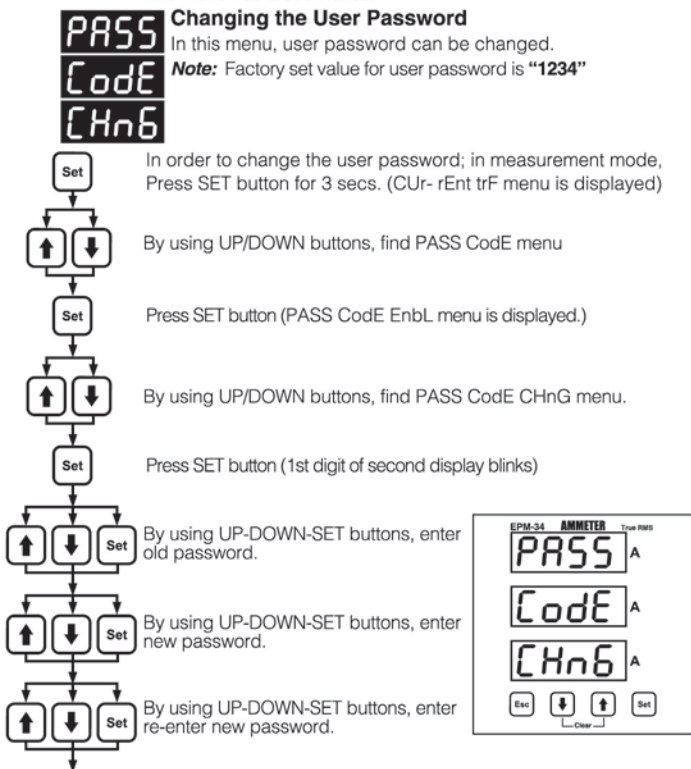 Changing the User Password
PASS
In this menu, user password can be changed.
CodE
Note: Factory set value for user password is “1234”
CHnG
Set
In order to change the user password; in measurement mode,
Press SET button for 3 secs. (CUr- rEnt trF menu is displayed)
By using UP/DOWN buttons, find PASS CodE menu
Set
Press SET button (PASS CodE EnbL menu is displayed.)
By using UP/DOWN buttons, find PASS CodE CHnG menu.
Set
Press SET button (1st digit of second display blinks)
Set
By using UP-DOWN-SET buttons, enter
old password.
Set
By using UP-DOWN-SET buttons, enter
new password.
Set
By using UP-DOWN-SET buttons, enter
re-enter new password.
EPM-34 AMMETER True RMS
PASS A
CodE A
CHnG A
Esc Set
Clear